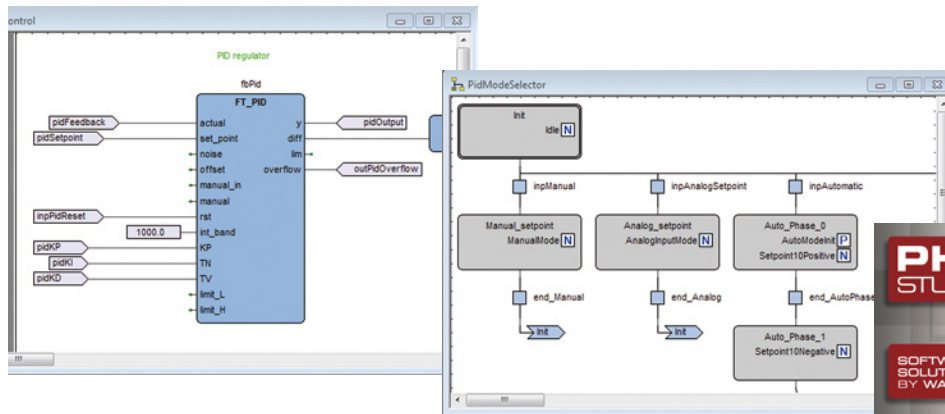 ontrol
PID regulator
fbPid
FT_PID
pidFeedback
actual
y
pidOutput
pidSetpoint
set_point
diff
noise
lim
offset
overflow
outPidOverflow
manual_in
manual
inpPidReset
rst
1000.0
int_band
pidKP
KP
pidKI
TN
pidKD
TV
limit_L
limit_H
PidModeSelector
Init
Idle N
inpManual
inpAnalogSetpoint
inpAutomatic
Manual_setpoint
ManualMode N
Analog_setpoint
AnalogInputMode N
Auto_Phase_0
AutoModeInit P
Setpoint10Positive N
end_Manual
end_Analog
end_AutoPhase
Init
Init
Auto_Phase_1
Setpoint10Negative N
PH
STU
SOFTW
SOLUT
BY WA